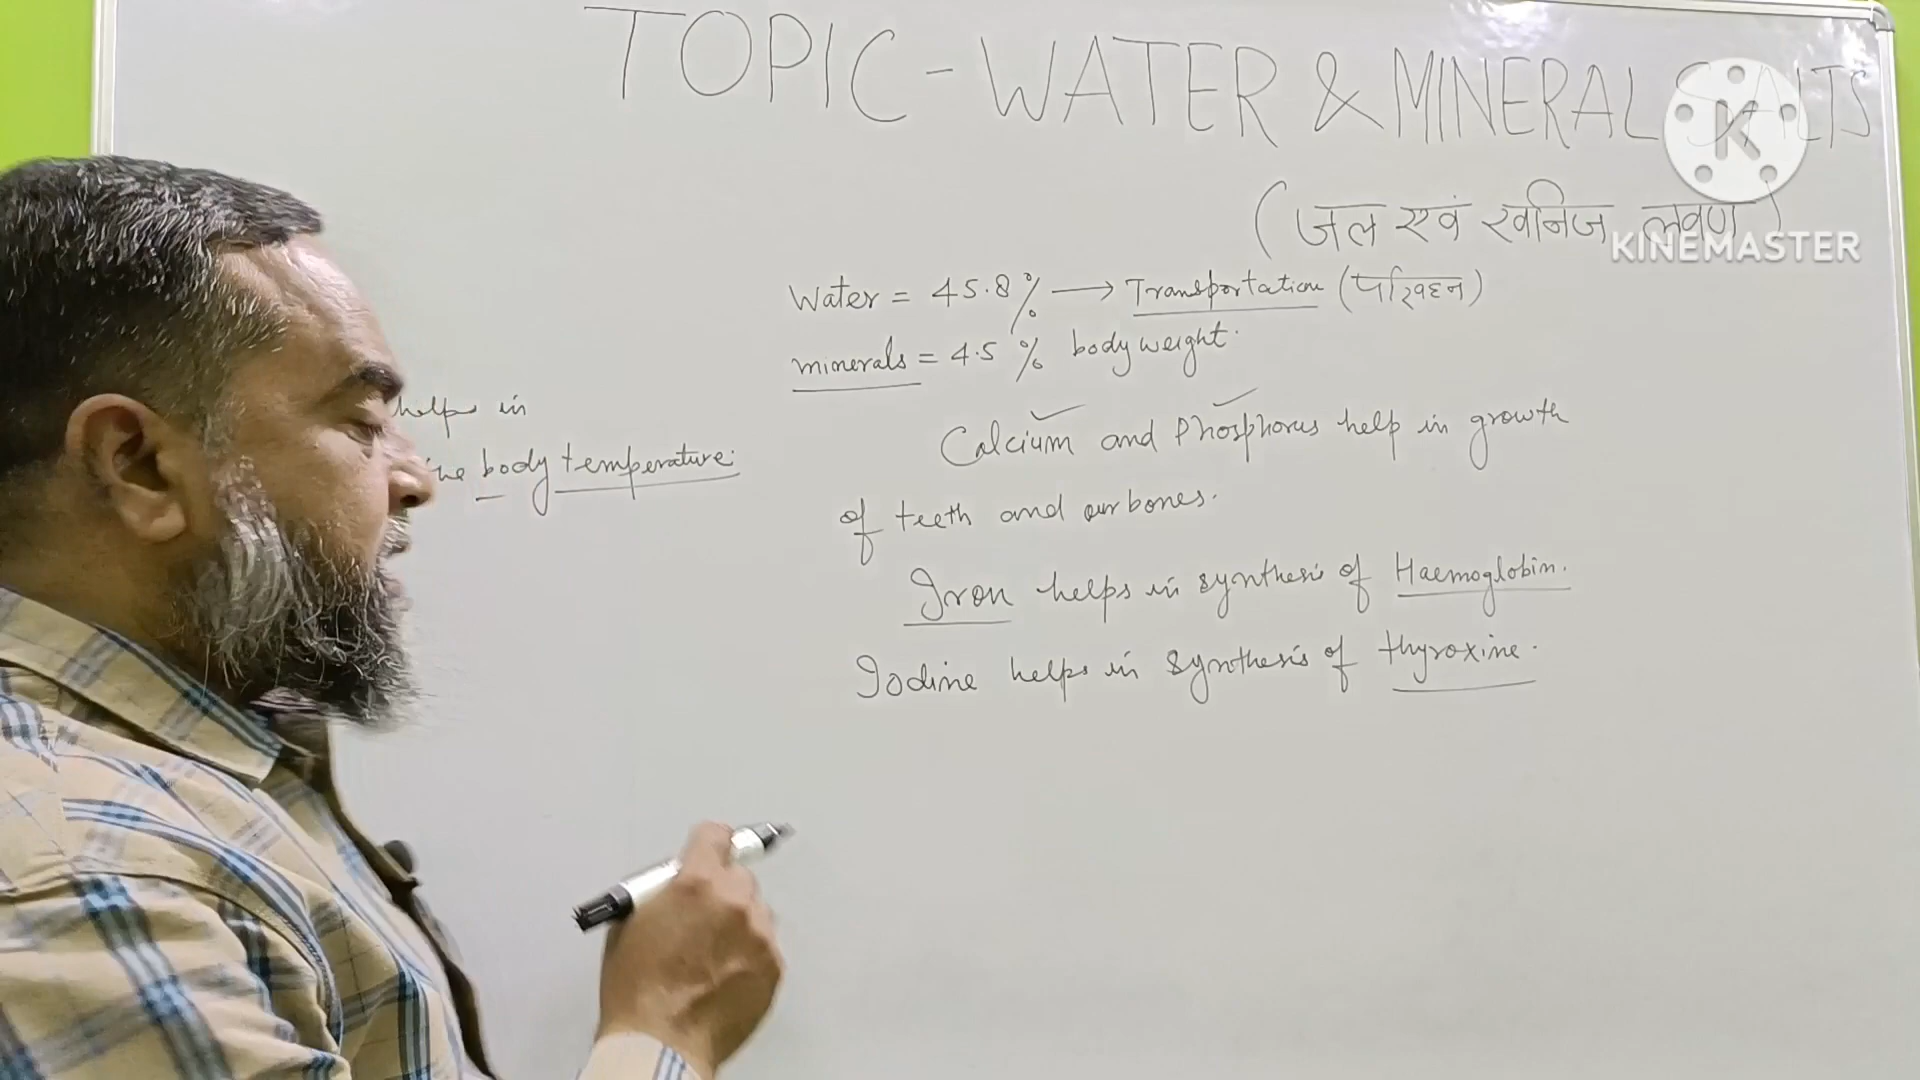 TOPIC - WATER & MINERAL SALTS
(जल एवं खनिज लवण)
KINEMASTER
Water = 45.8% → Transportation (परिवहन)
minerals = 4.5 % body weight.
helps in
body temperature.
Calcium and Phosphorus help in growth
of teeth and our bones.
Iron helps in synthesis of Haemoglobin.
Iodine helps in synthesis of thyroxine.